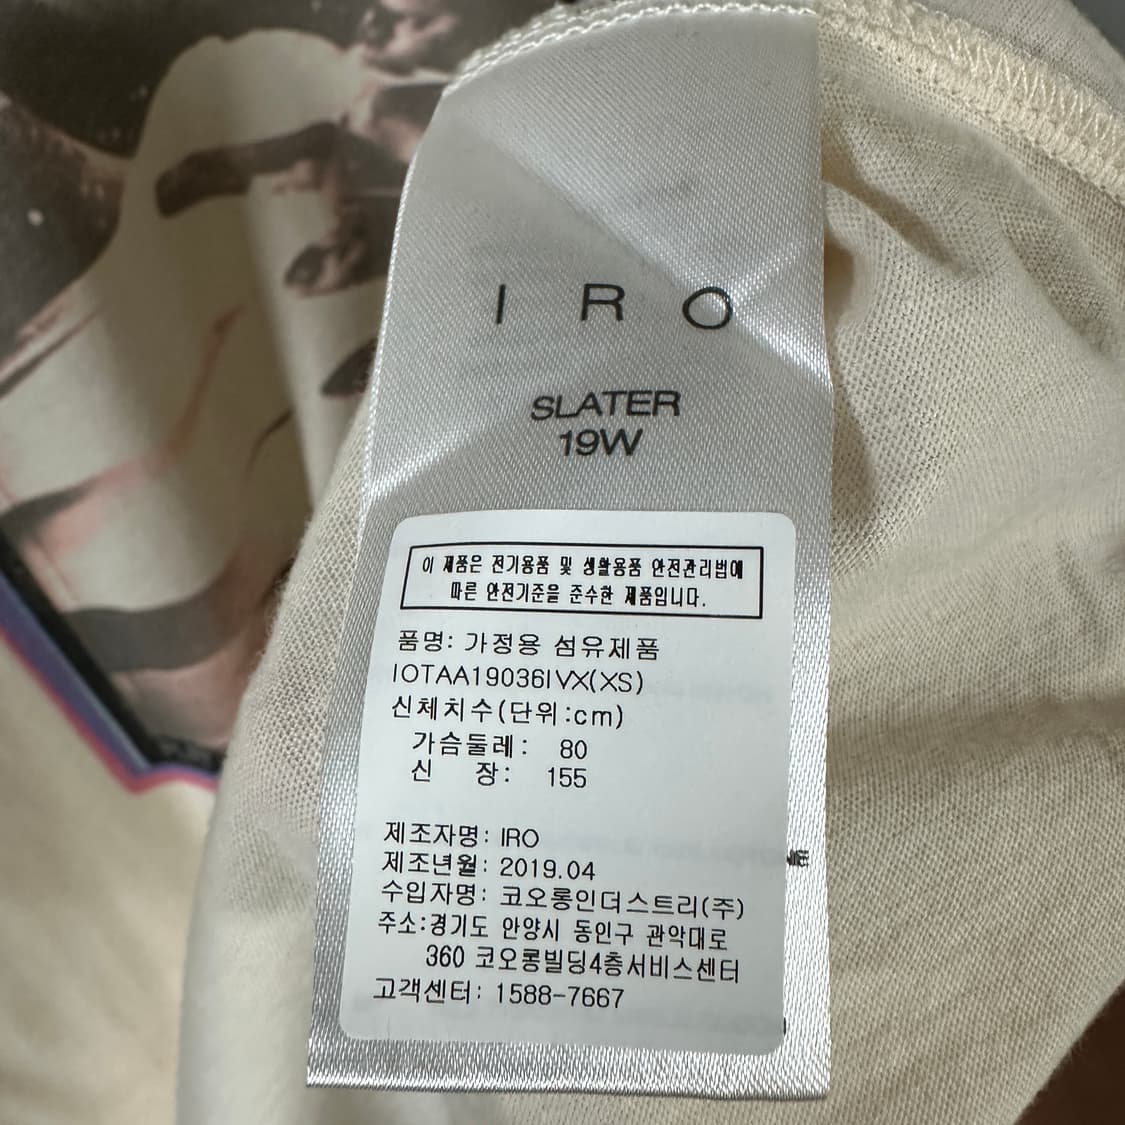 I R O
SLATER
19W
이 제품은 전기용품 및 생활용품 안전관리법에
따른 안전기준을 준수한 제품입니다.
품명: 가정용 섬유제품
IOTAA19036IVX(XS)
신체치수(단위:cm)
가슴둘레: 80
신 장: 155
제조자명: IRO
제조년월: 2019.04
수입자명: 코오롱인더스트리(주)
주소:경기도 안양시 동안구 관악대로
360 코오롱빌딩4층서비스센터
고객센터: 1588-7667